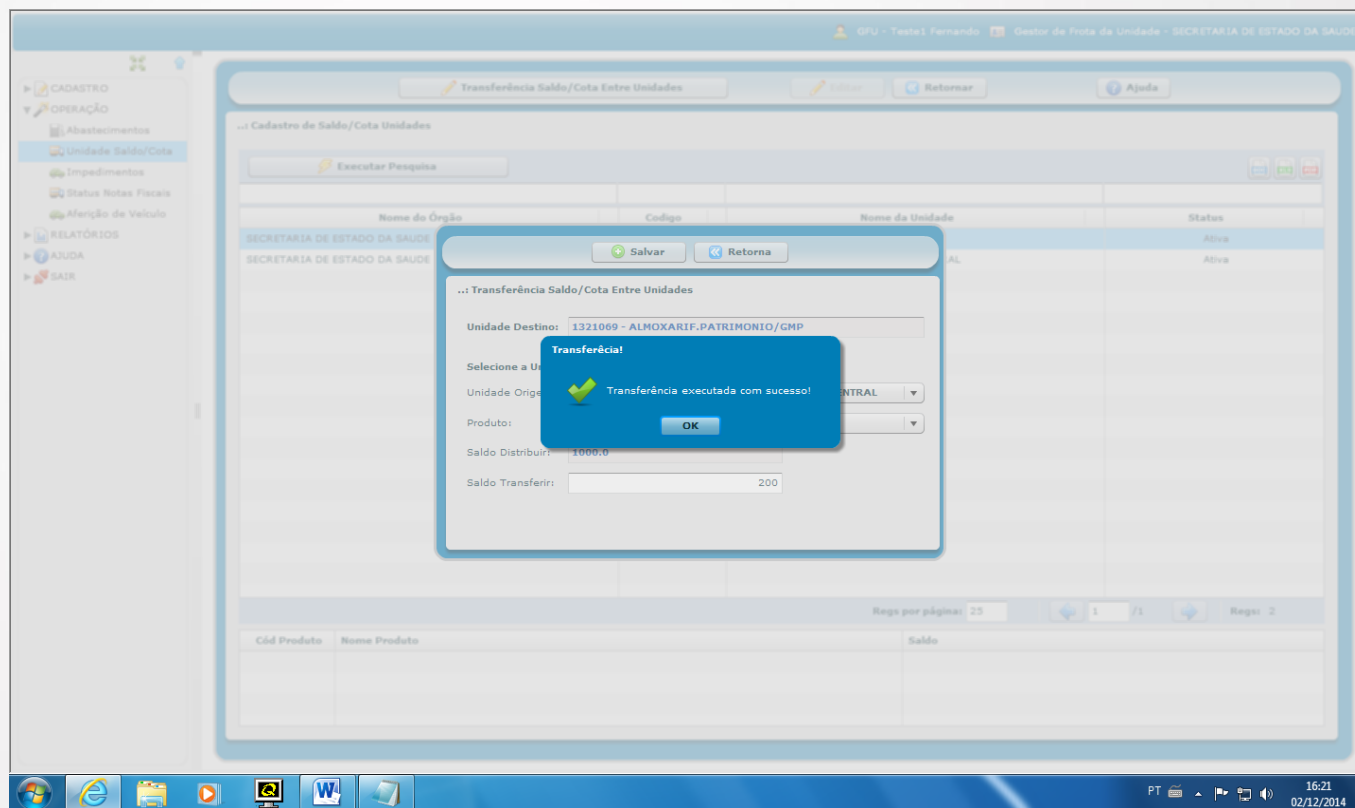 GFU - Teste1 Fernando Gestor de Frota da Unidade - SECRETARIA DE ESTADO DA SAUDE
CADASTRO
OPERAÇÃO
Abastecimentos
Unidade Saldo/Cota
Impedimentos
Status Notas Fiscais
Aferição de Veículo
RELATÓRIOS
AJUDA
SAIR
Transferência Saldo/Cota Entre Unidades Editar Retornar Ajuda
..: Cadastro de Saldo/Cota Unidades
Executar Pesquisa
Nome do Órgão Codigo Nome da Unidade Status
SECRETARIA DE ESTADO DA SAUDE Ativa
SECRETARIA DE ESTADO DA SAUDE AL Ativa
Salvar Retorna
..: Transferência Saldo/Cota Entre Unidades
Unidade Destino: 1321069 - ALMOXARIF.PATRIMONIO/GMP
Transferêcia!
Selecione a U
Transferência executada com sucesso!
Unidade Orige ENTRAL
Produto:
OK
Saldo Distribuir: 1000.0
Saldo Transferir: 200
Regs por página: 25 1 /1 Regs: 2
Cód Produto Nome Produto Saldo
PT 16:21
02/12/2014